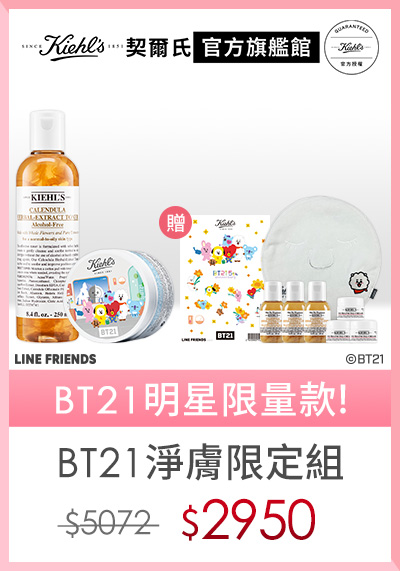 SINCE Kiehl's 1851 契爾氏 官方旗艦館
GUARANTEED
Kiehl's
官方授權
KIEHL'S
CALENDULA
HERBAL-EXTRACT TONER
Alcohol-Free
8.4 fl. oz. - 250
Kiehl's
BT21
贈
Kiehl's
BT21
LINE FRIENDS
BT21
LINE FRIENDS
©BT21
BT21明星限量款!
BT21淨膚限定組
$5072 $2950